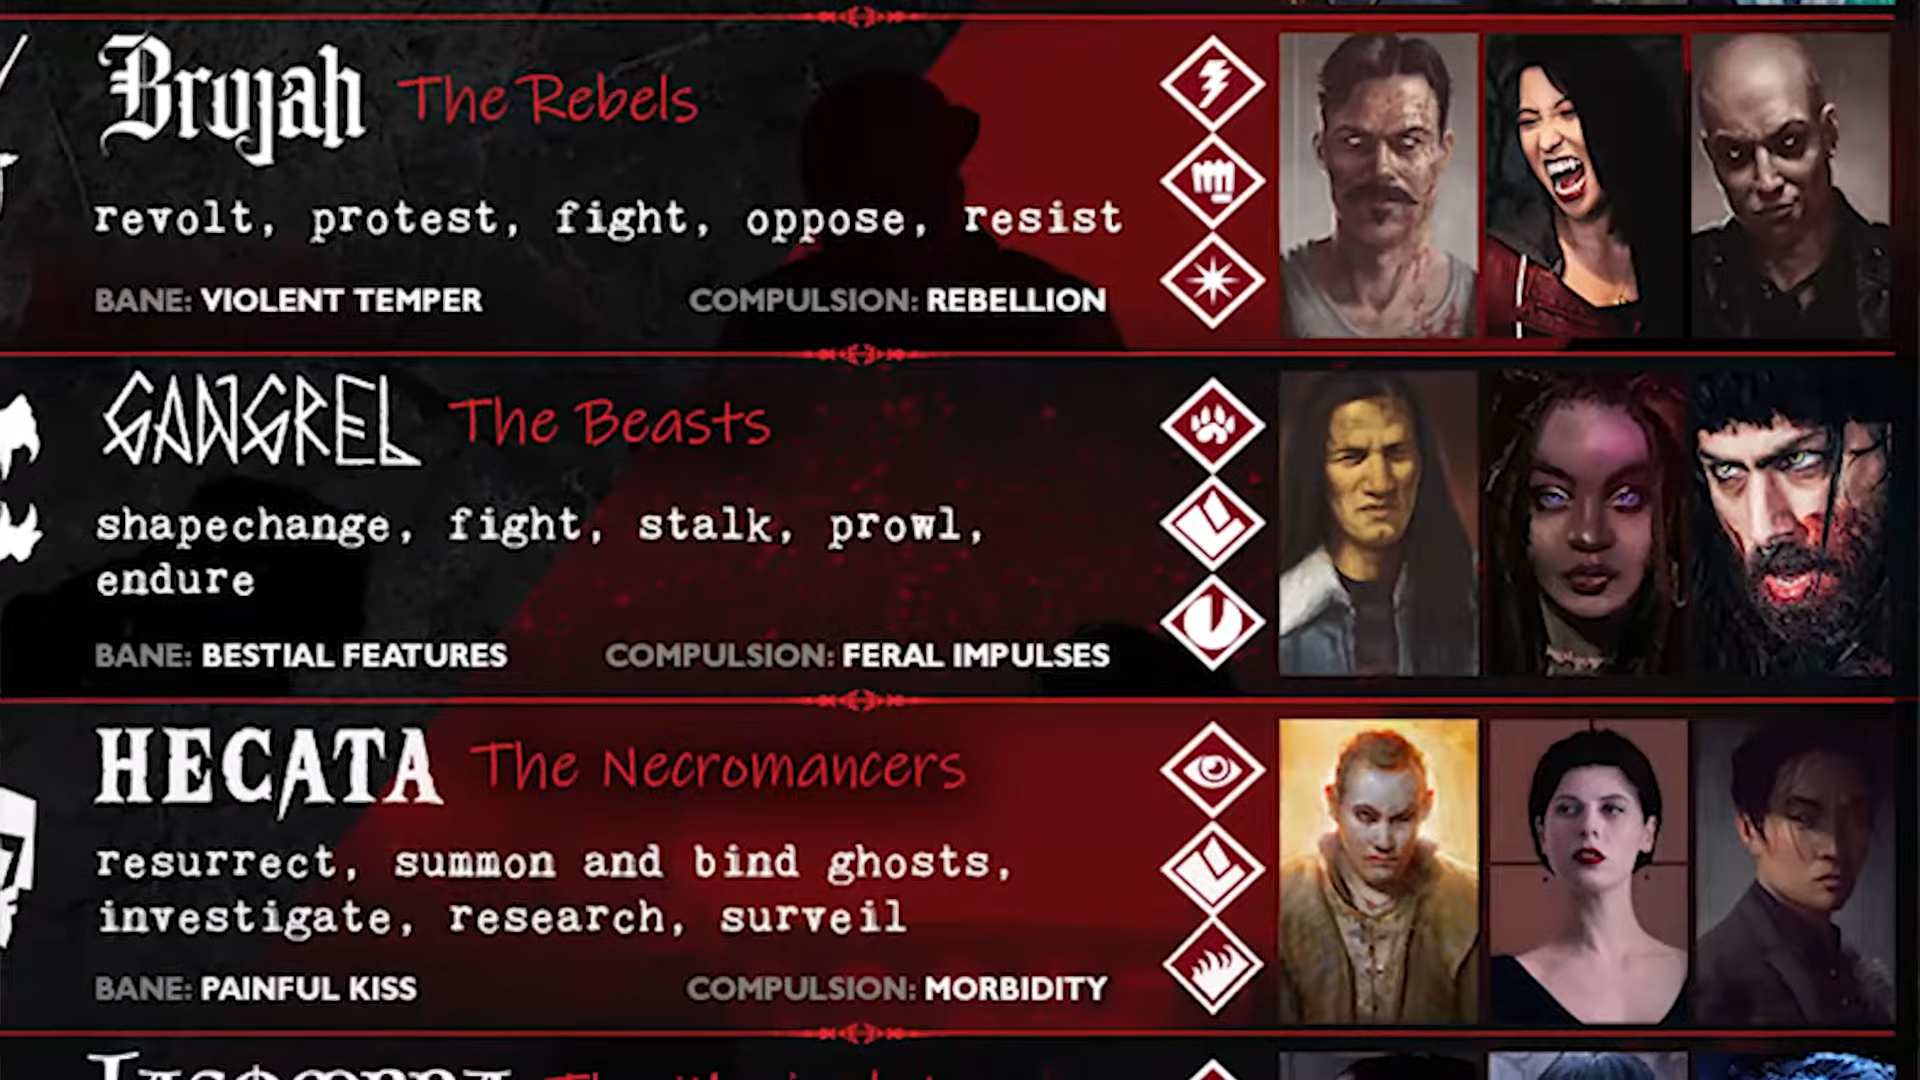 Brujah The Rebels
revolt, protest, fight, oppose, resist
BANE: VIOLENT TEMPER COMPULSION: REBELLION
GANGREL The Beasts
shapechange, fight, stalk, prowl,
endure
BANE: BESTIAL FEATURES COMPULSION: FERAL IMPULSES
HECATA The Necromancers
resurrect, summon and bind ghosts,
investigate, research, surveil
BANE: PAINFUL KISS COMPULSION: MORBIDITY